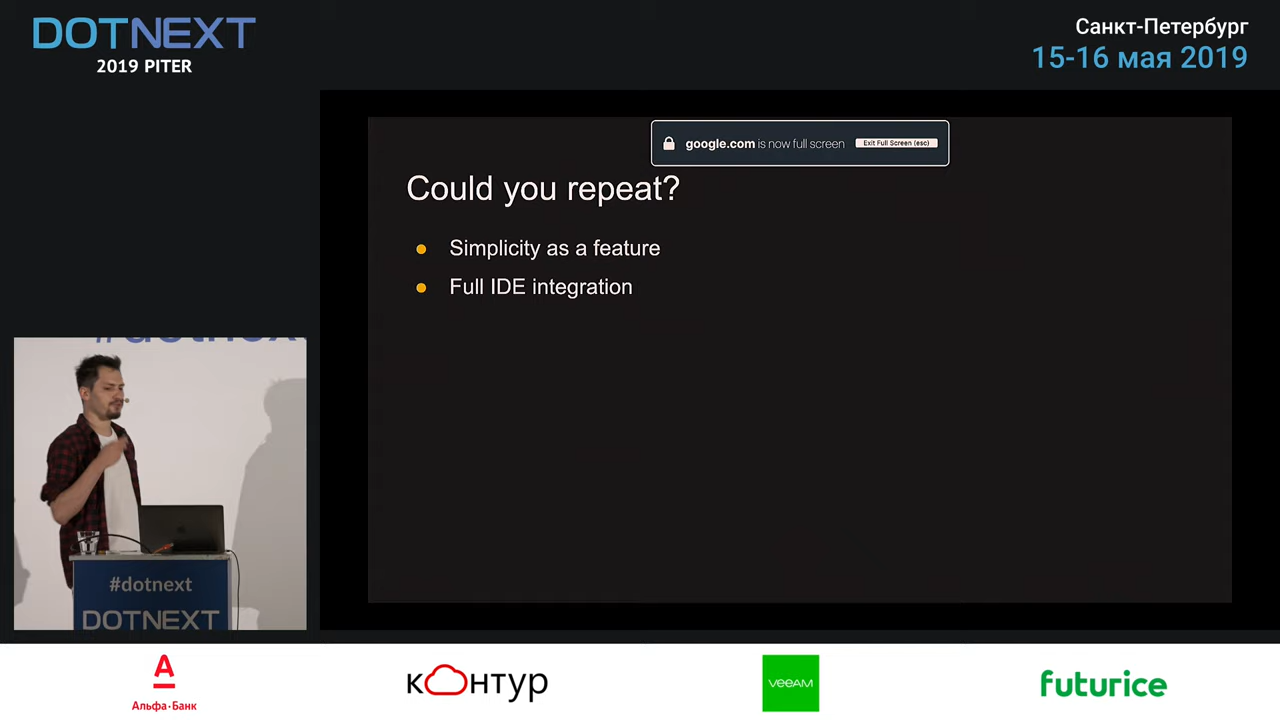 DOTNEXT
2019 PITER
Санкт-Петербург
15-16 мая 2019
google.com is now full screen Exit Full Screen (esc)
Could you repeat?
Simplicity as a feature
Full IDE integration
#dotnext
#dotnext
DOTNEXT
А
Альфа·Банк
кОнтур
veeAM
futurice